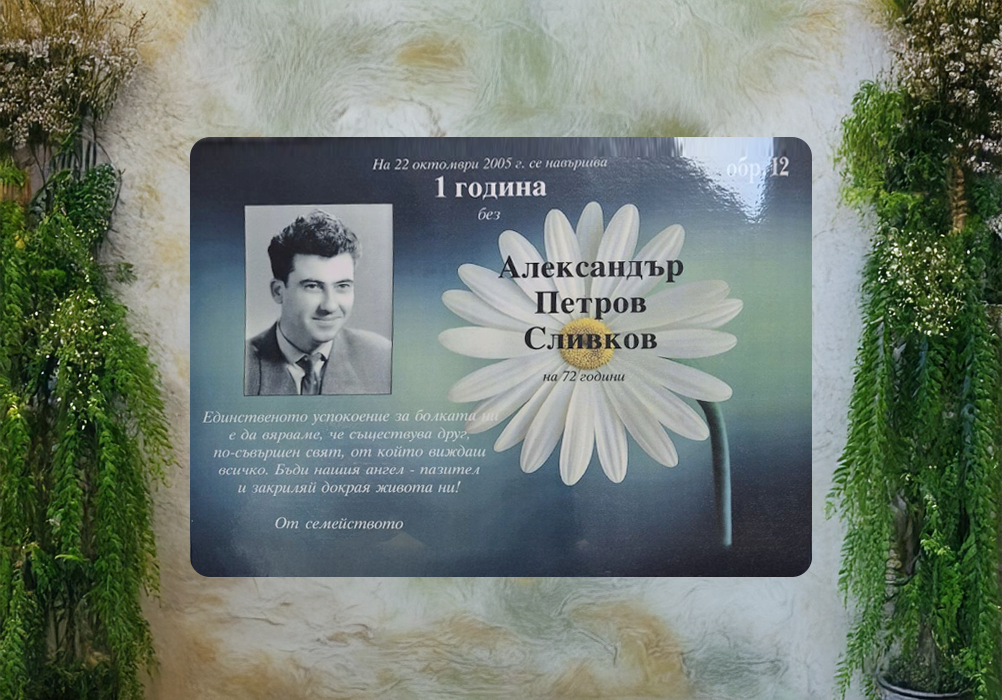 На 22 октомври 2005 г. се навършва
1 година
без
обр. 12
Александър
Петров
Сливков
на 72 години
Единственото успокоение за болката ни
е да вярваме, че съществува друг,
по-съвършен свят, от който виждаш
всичко. Бъди нашия ангел - пазител
и закриляй докрая живота ни!
От семейството